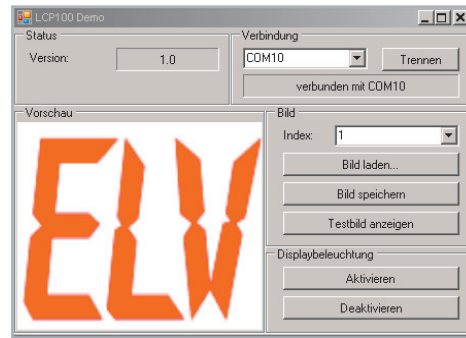 LCP100 Demo
Status
Version: 1.0
Verbindung
COM10 Trennen
verbunden mit COM10
Vorschau
ELV
Bild
Index: 1
Bild laden...
Bild speichern
Testbild anzeigen
Displaybeleuchtung
Aktivieren
Deaktivieren